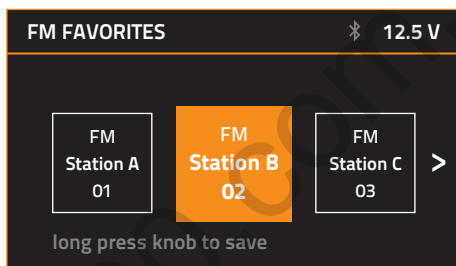 FM FAVORITES 12.5 V
FM FM FM
Station A Station B Station C >
01 02 03
long press knob to save